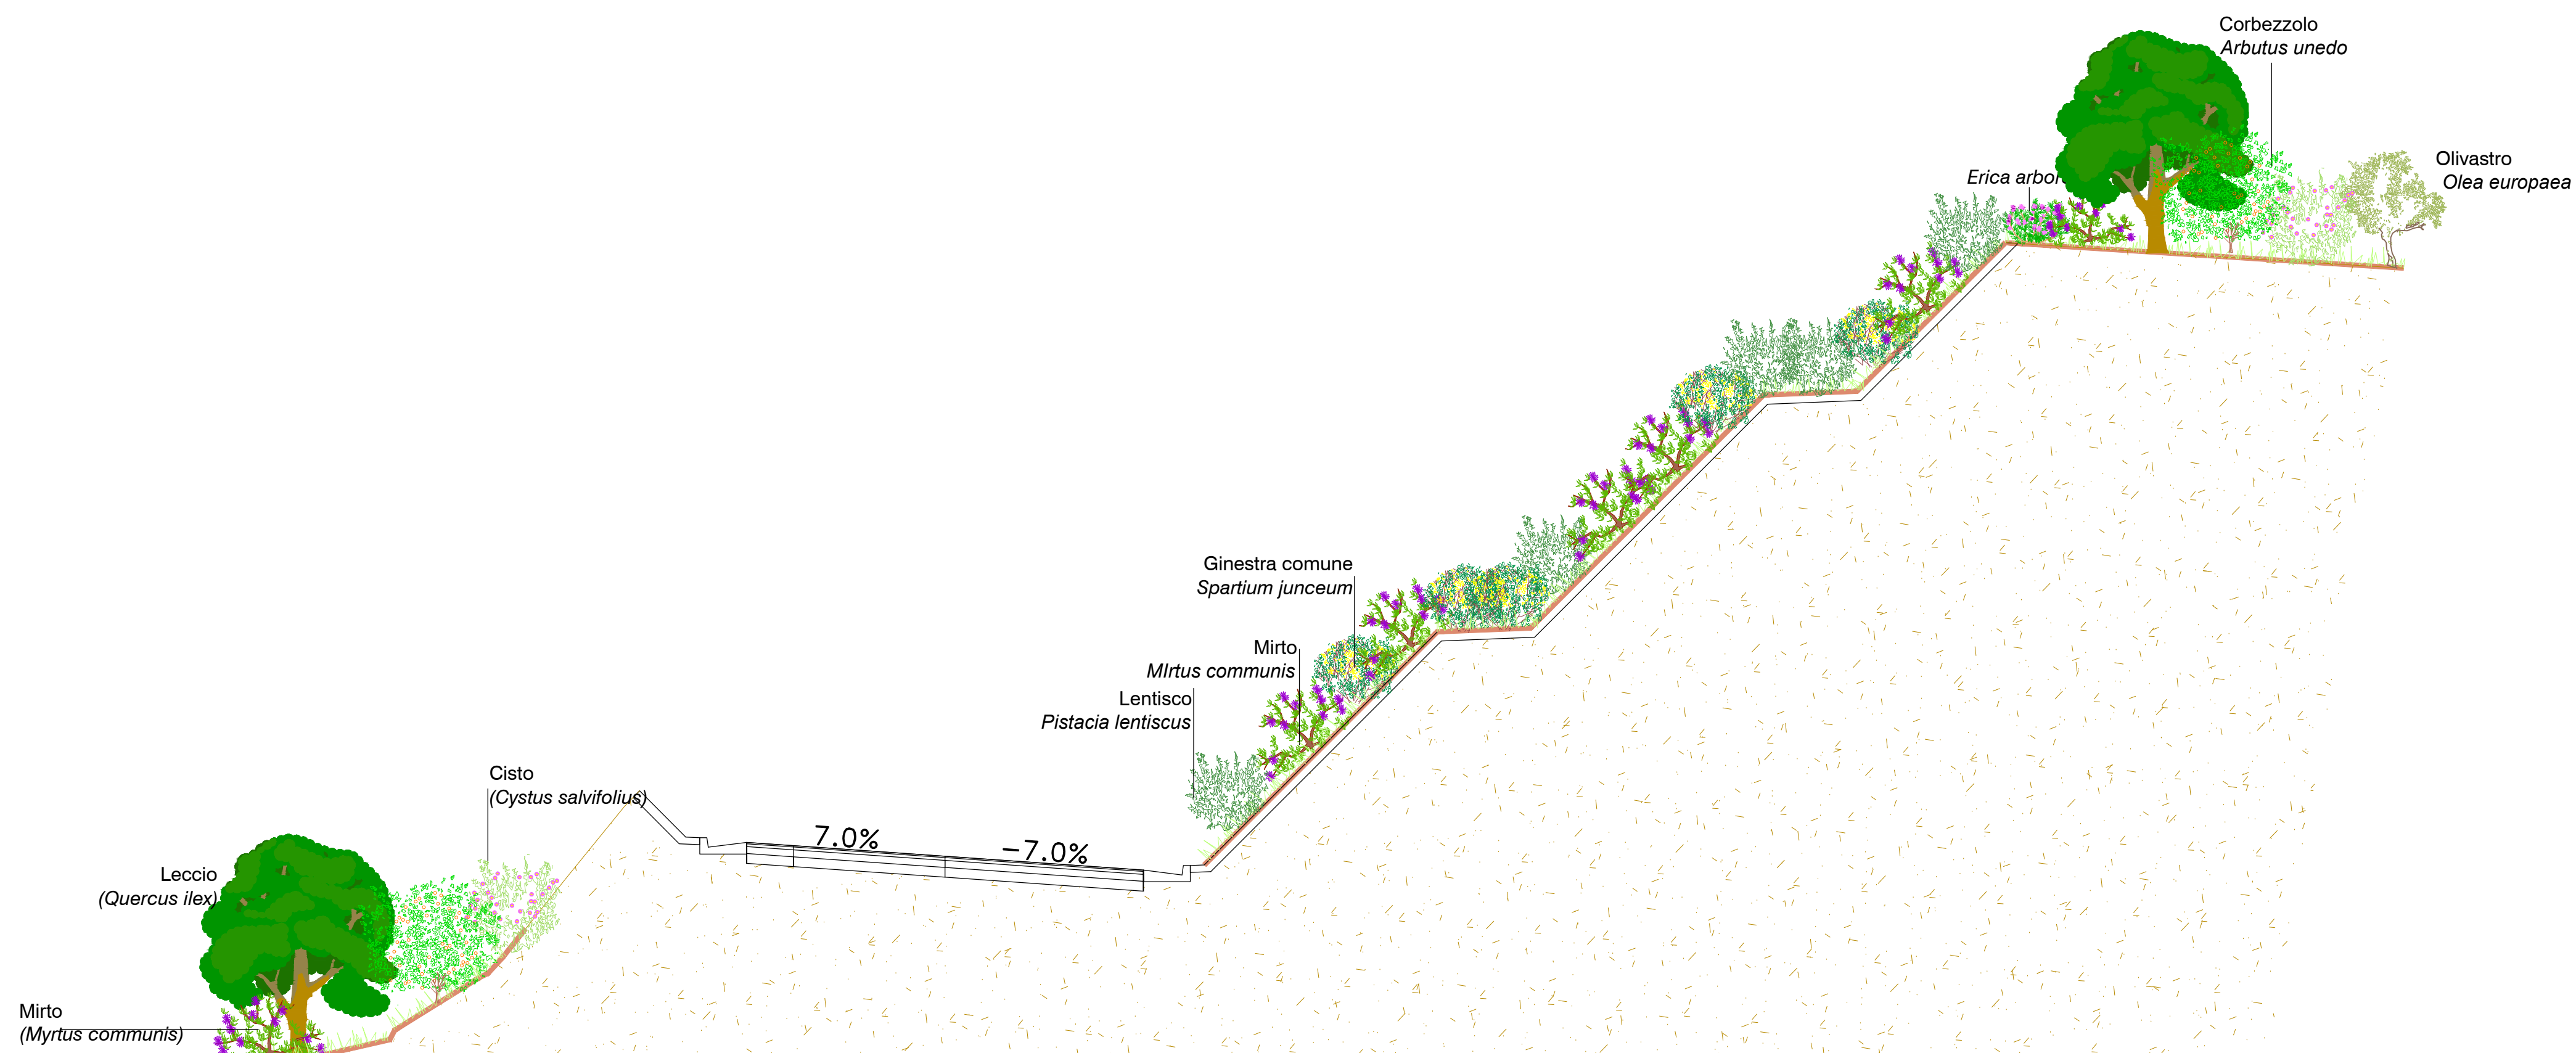 Corbezzolo
Arbutus unedo
Olivastro
Olea europaea
Erica
Ginestra comune
Spartium junceum
Mirto
MIrtus communis
Lentisco
Pistacia lentiscus
Cisto
(Cystus salvifolius)
7.0%
−7.0%
Leccio
(Quercus ilex)
Mirto
(Myrtus communis)